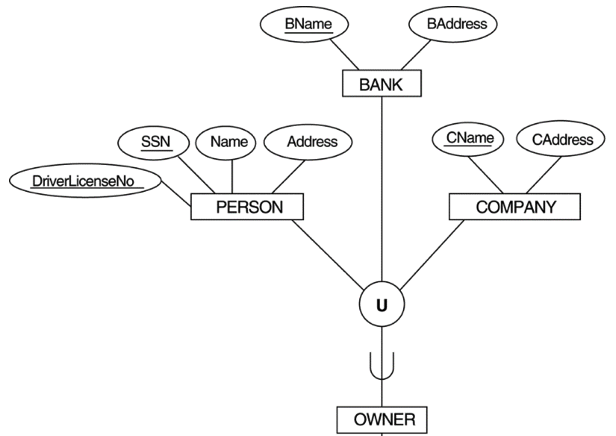 BName
BAddress
BANK
SSN
Name
Address
CName
CAddress
DriverLicenseNo
PERSON
COMPANY
U
OWNER